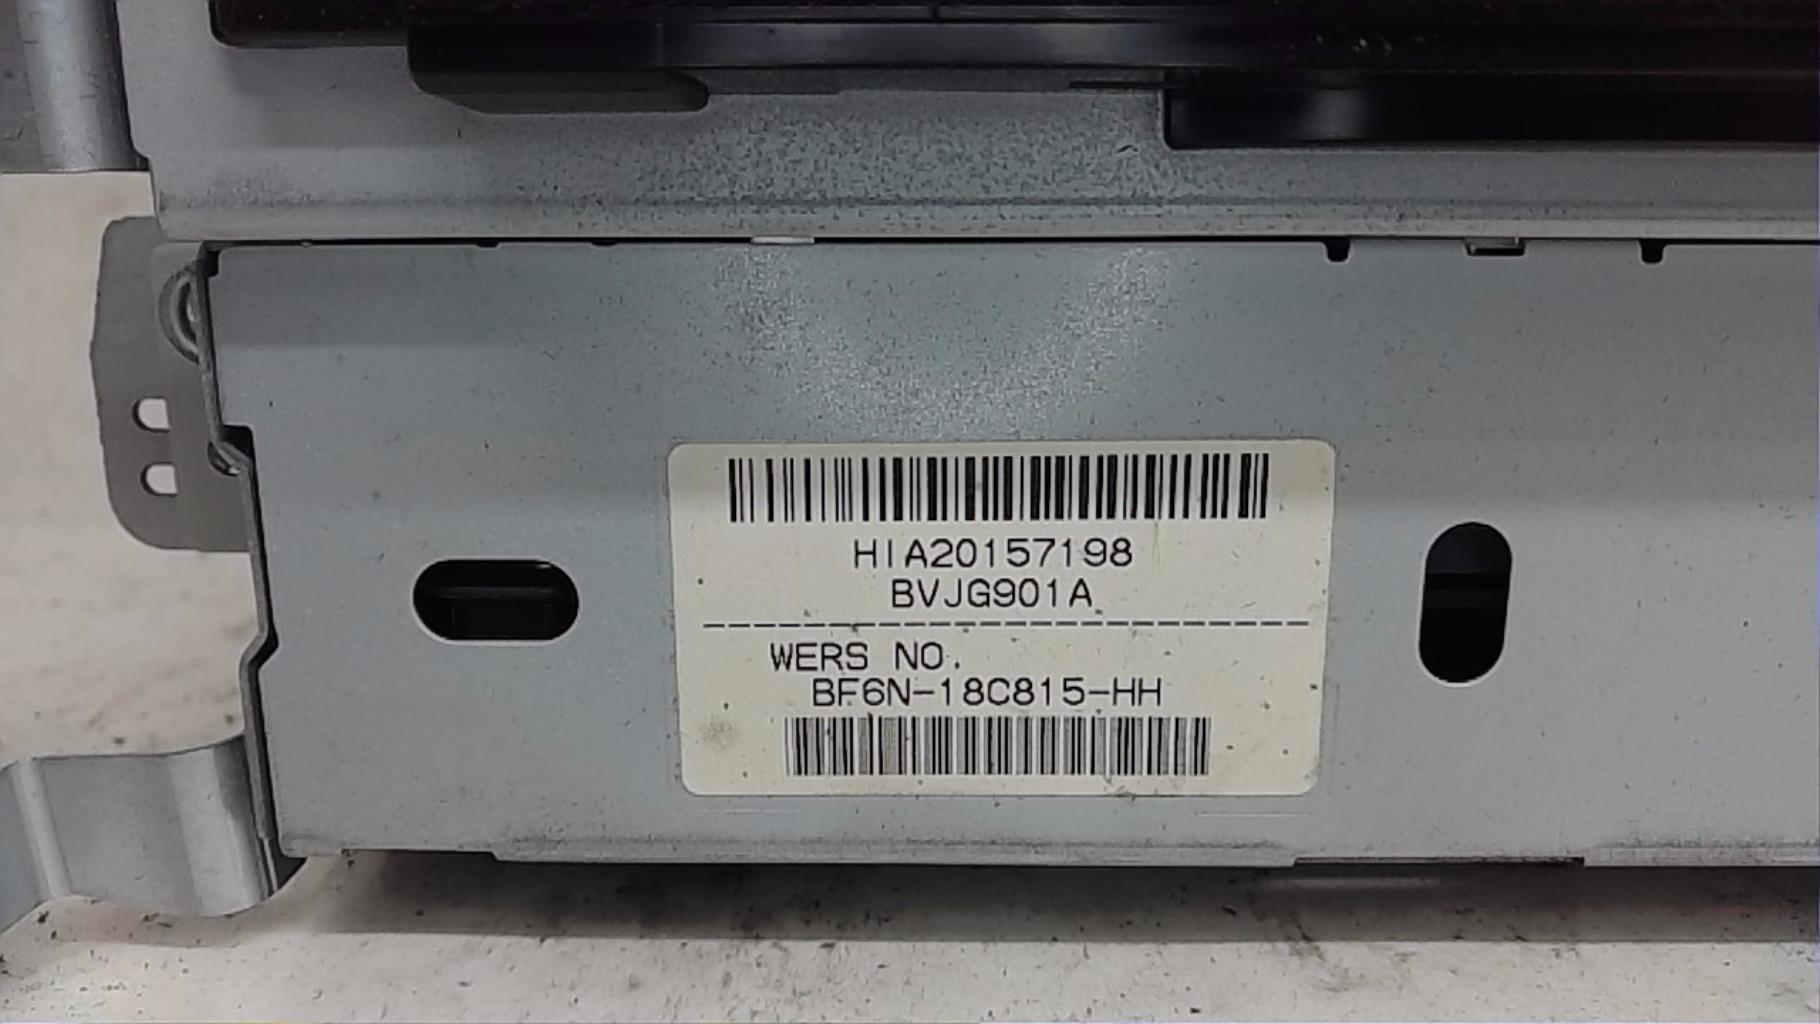 HIA20157198
BVJG901A
WERS NO.
BF6N-18C815-HH